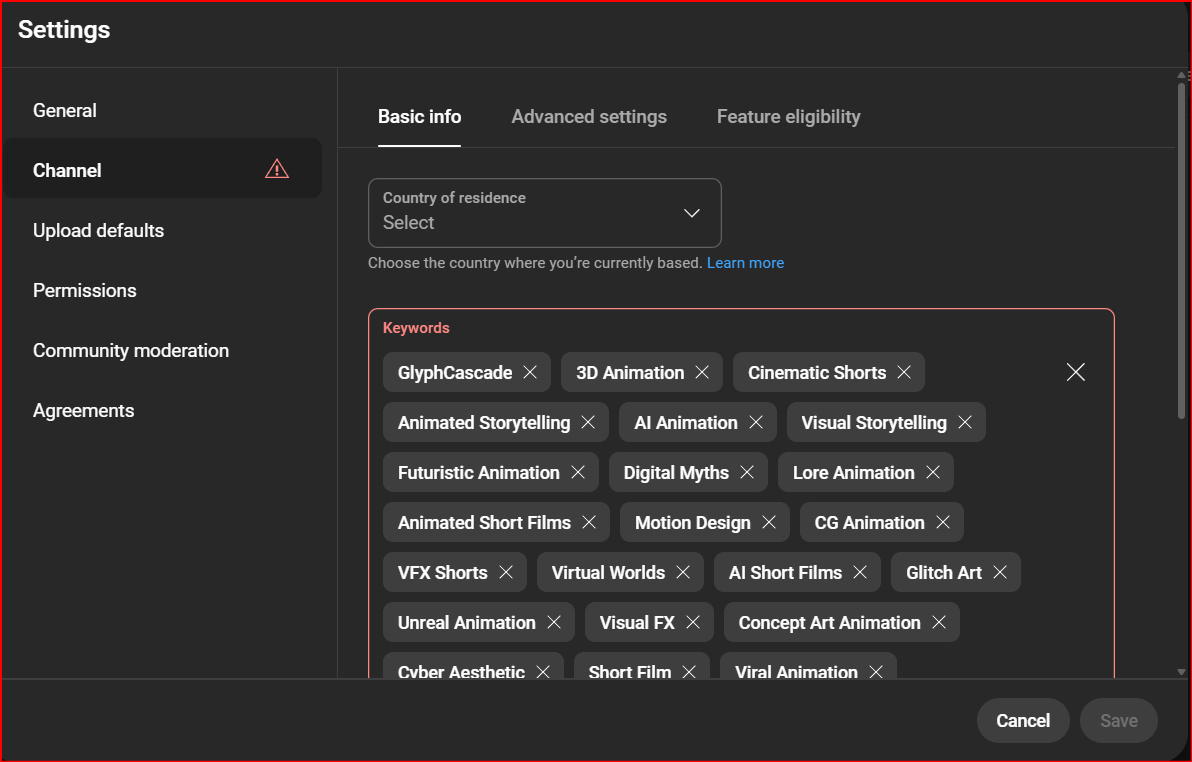 Settings
General
Channel
Upload defaults
Permissions
Community moderation
Agreements
Basic info Advanced settings Feature eligibility
Country of residence
Select
Choose the country where you’re currently based. Learn more
Keywords
GlyphCascade 3D Animation Cinematic Shorts
Animated Storytelling AI Animation Visual Storytelling
Futuristic Animation Digital Myths Lore Animation
Animated Short Films Motion Design CG Animation
VFX Shorts Virtual Worlds AI Short Films Glitch Art
Unreal Animation Visual FX Concept Art Animation
Cyber Aesthetic Short Film Viral Animation
Cancel Save